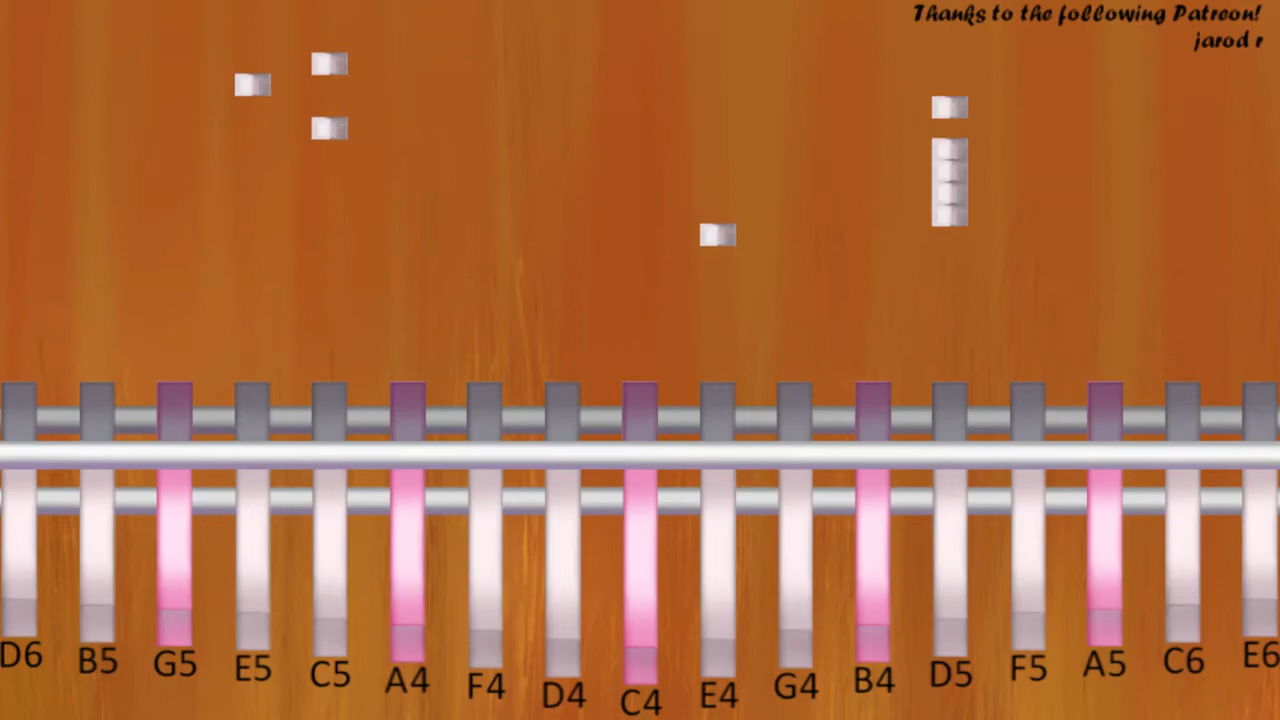 Thanks to the following Patreon!
jarod r
D6 B5 G5 E5 C5 A4 F4 D4 C4 E4 G4 B4 D5 F5 A5 C6 E6